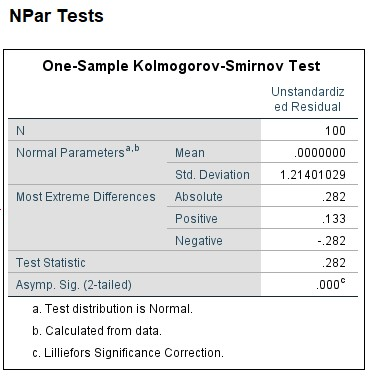 NPar Tests
One-Sample Kolmogorov-Smirnov Test
Unstandardiz
ed Residual
N 100
Normal Parametersᵃ,ᵇ Mean .0000000
Std. Deviation 1.21401029
Most Extreme Differences Absolute .282
Positive .133
Negative -.282
Test Statistic .282
Asymp. Sig. (2-tailed) .000ᶜ
a. Test distribution is Normal.
b. Calculated from data.
c. Lilliefors Significance Correction.